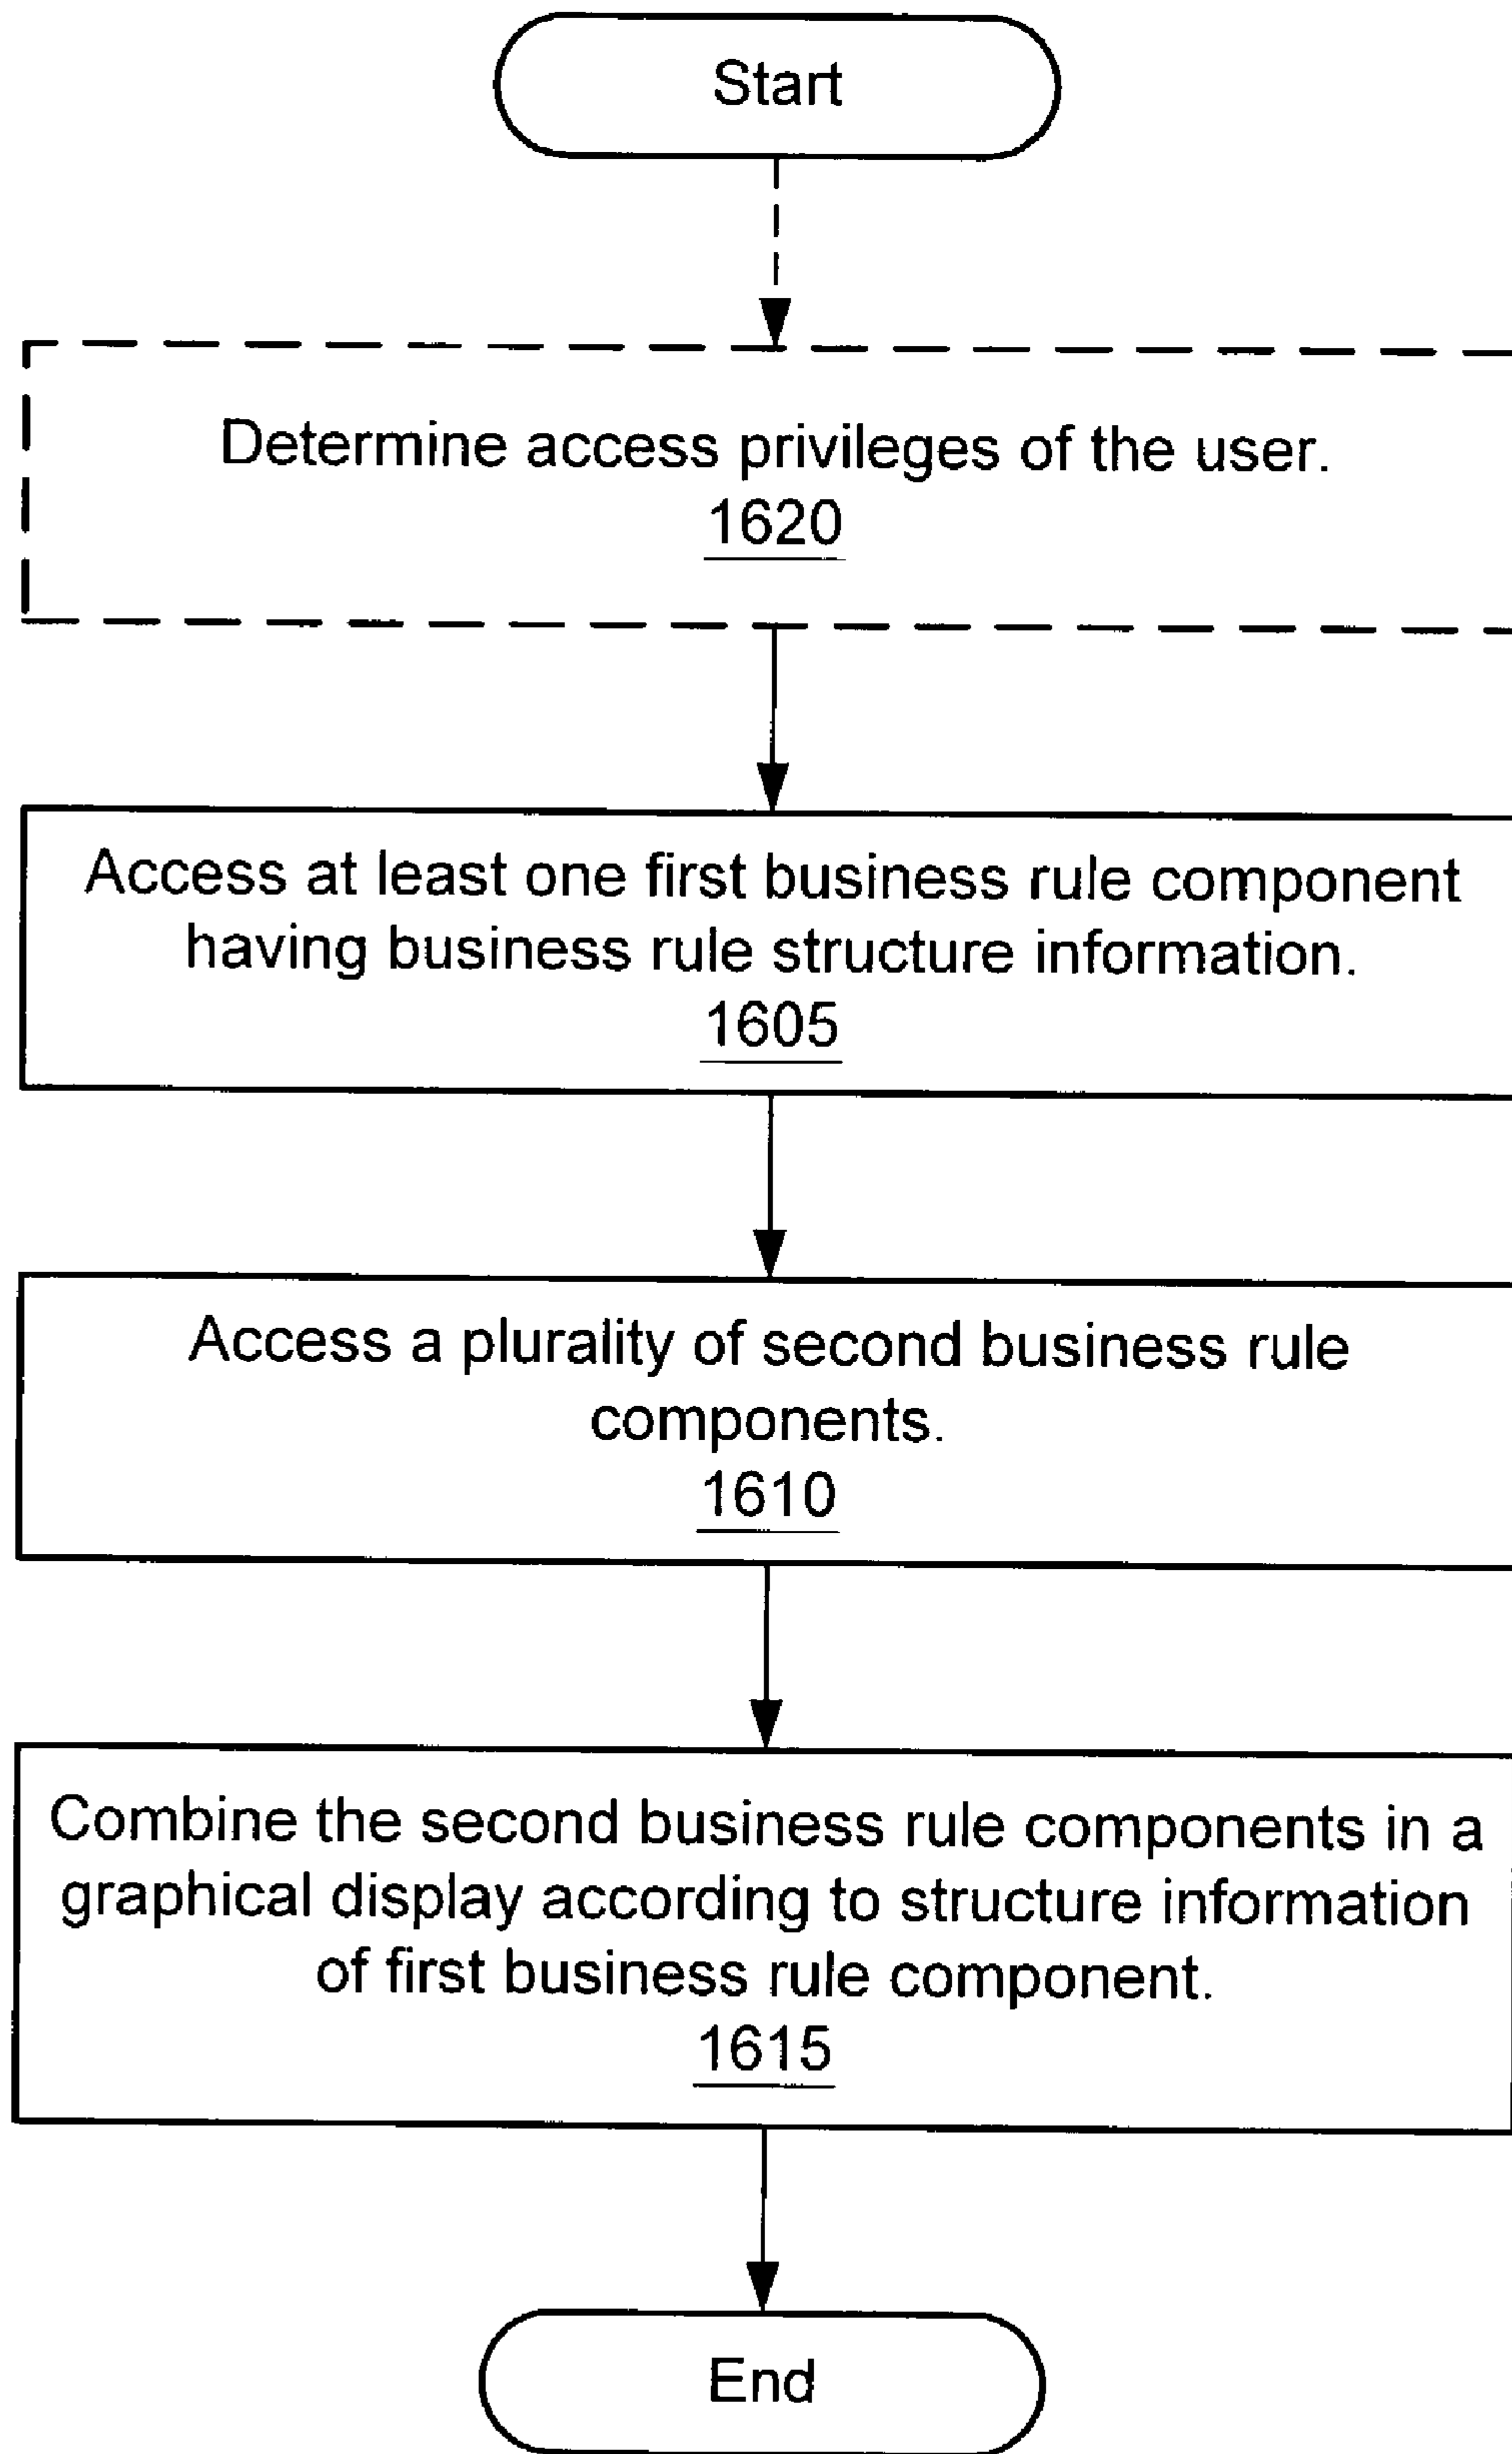 Start
Determine access privileges of the user.
1620
Access at least one first business rule component
having business rule structure information.
1605
Access a plurality of second business rule
components.
1610
Combine the second business rule components in a
graphical display according to structure information
of first business rule component.
1615
End